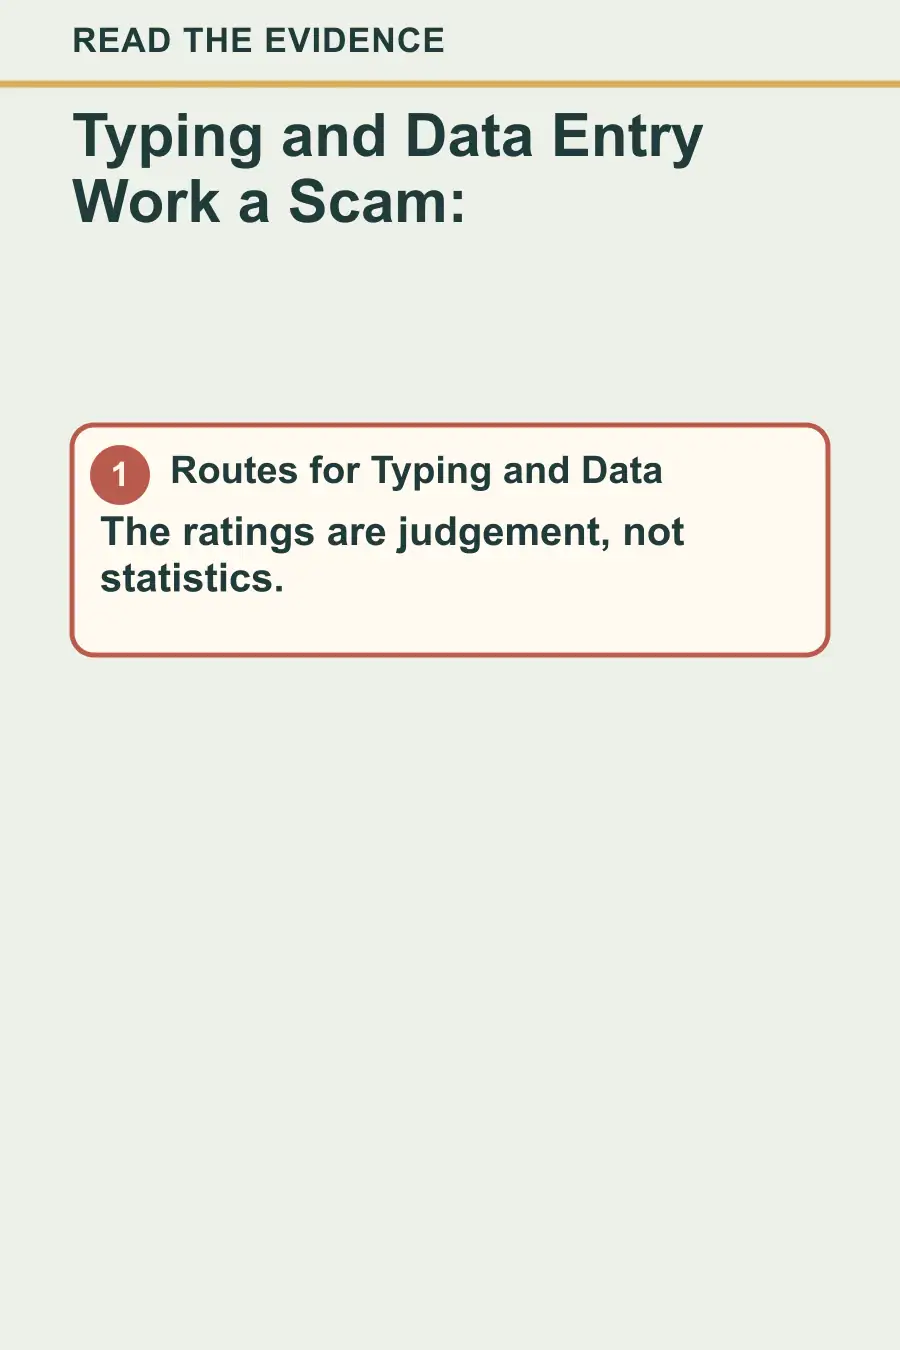 READ THE EVIDENCE
Typing and Data Entry
Work a Scam:
1 Routes for Typing and Data
The ratings are judgement, not
statistics.